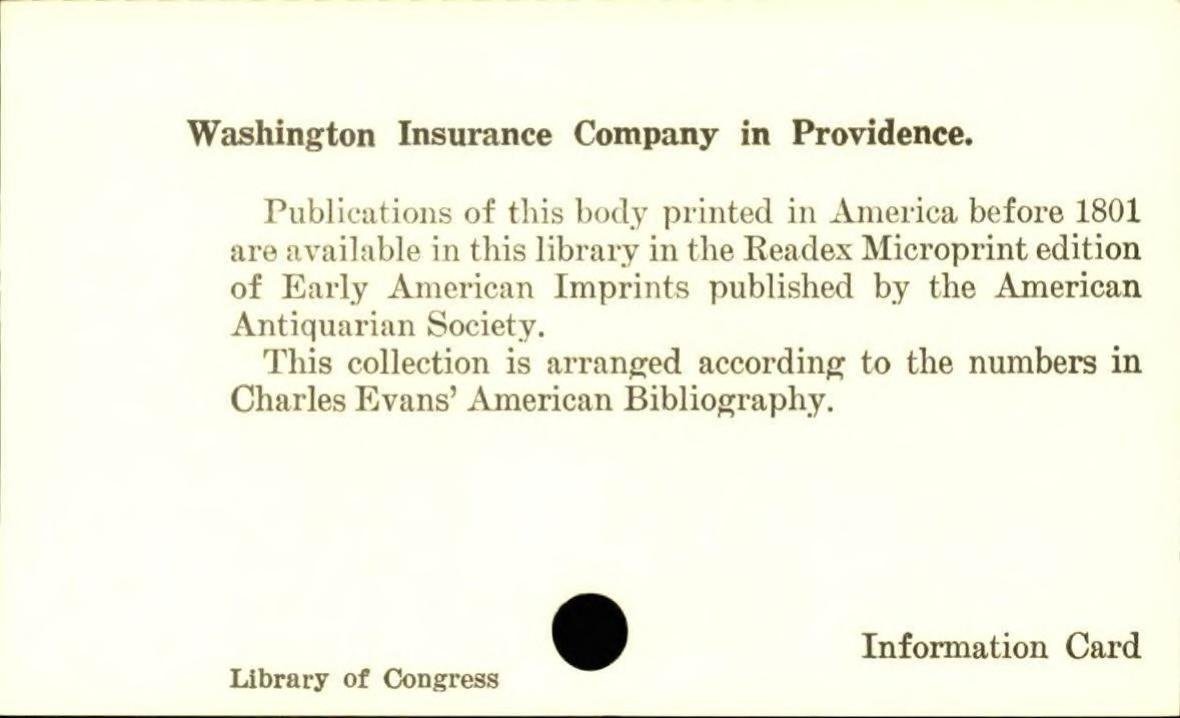 Washington Insurance Company in Providence.
Publications of this body printed in America before 1801
are available in this library in the Readex Microprint edition
of Early American Imprints published by the American
Antiquarian Society.
This collection is arranged according to the numbers in
Charles Evans' American Bibliography.
Information Card
Library of Congress